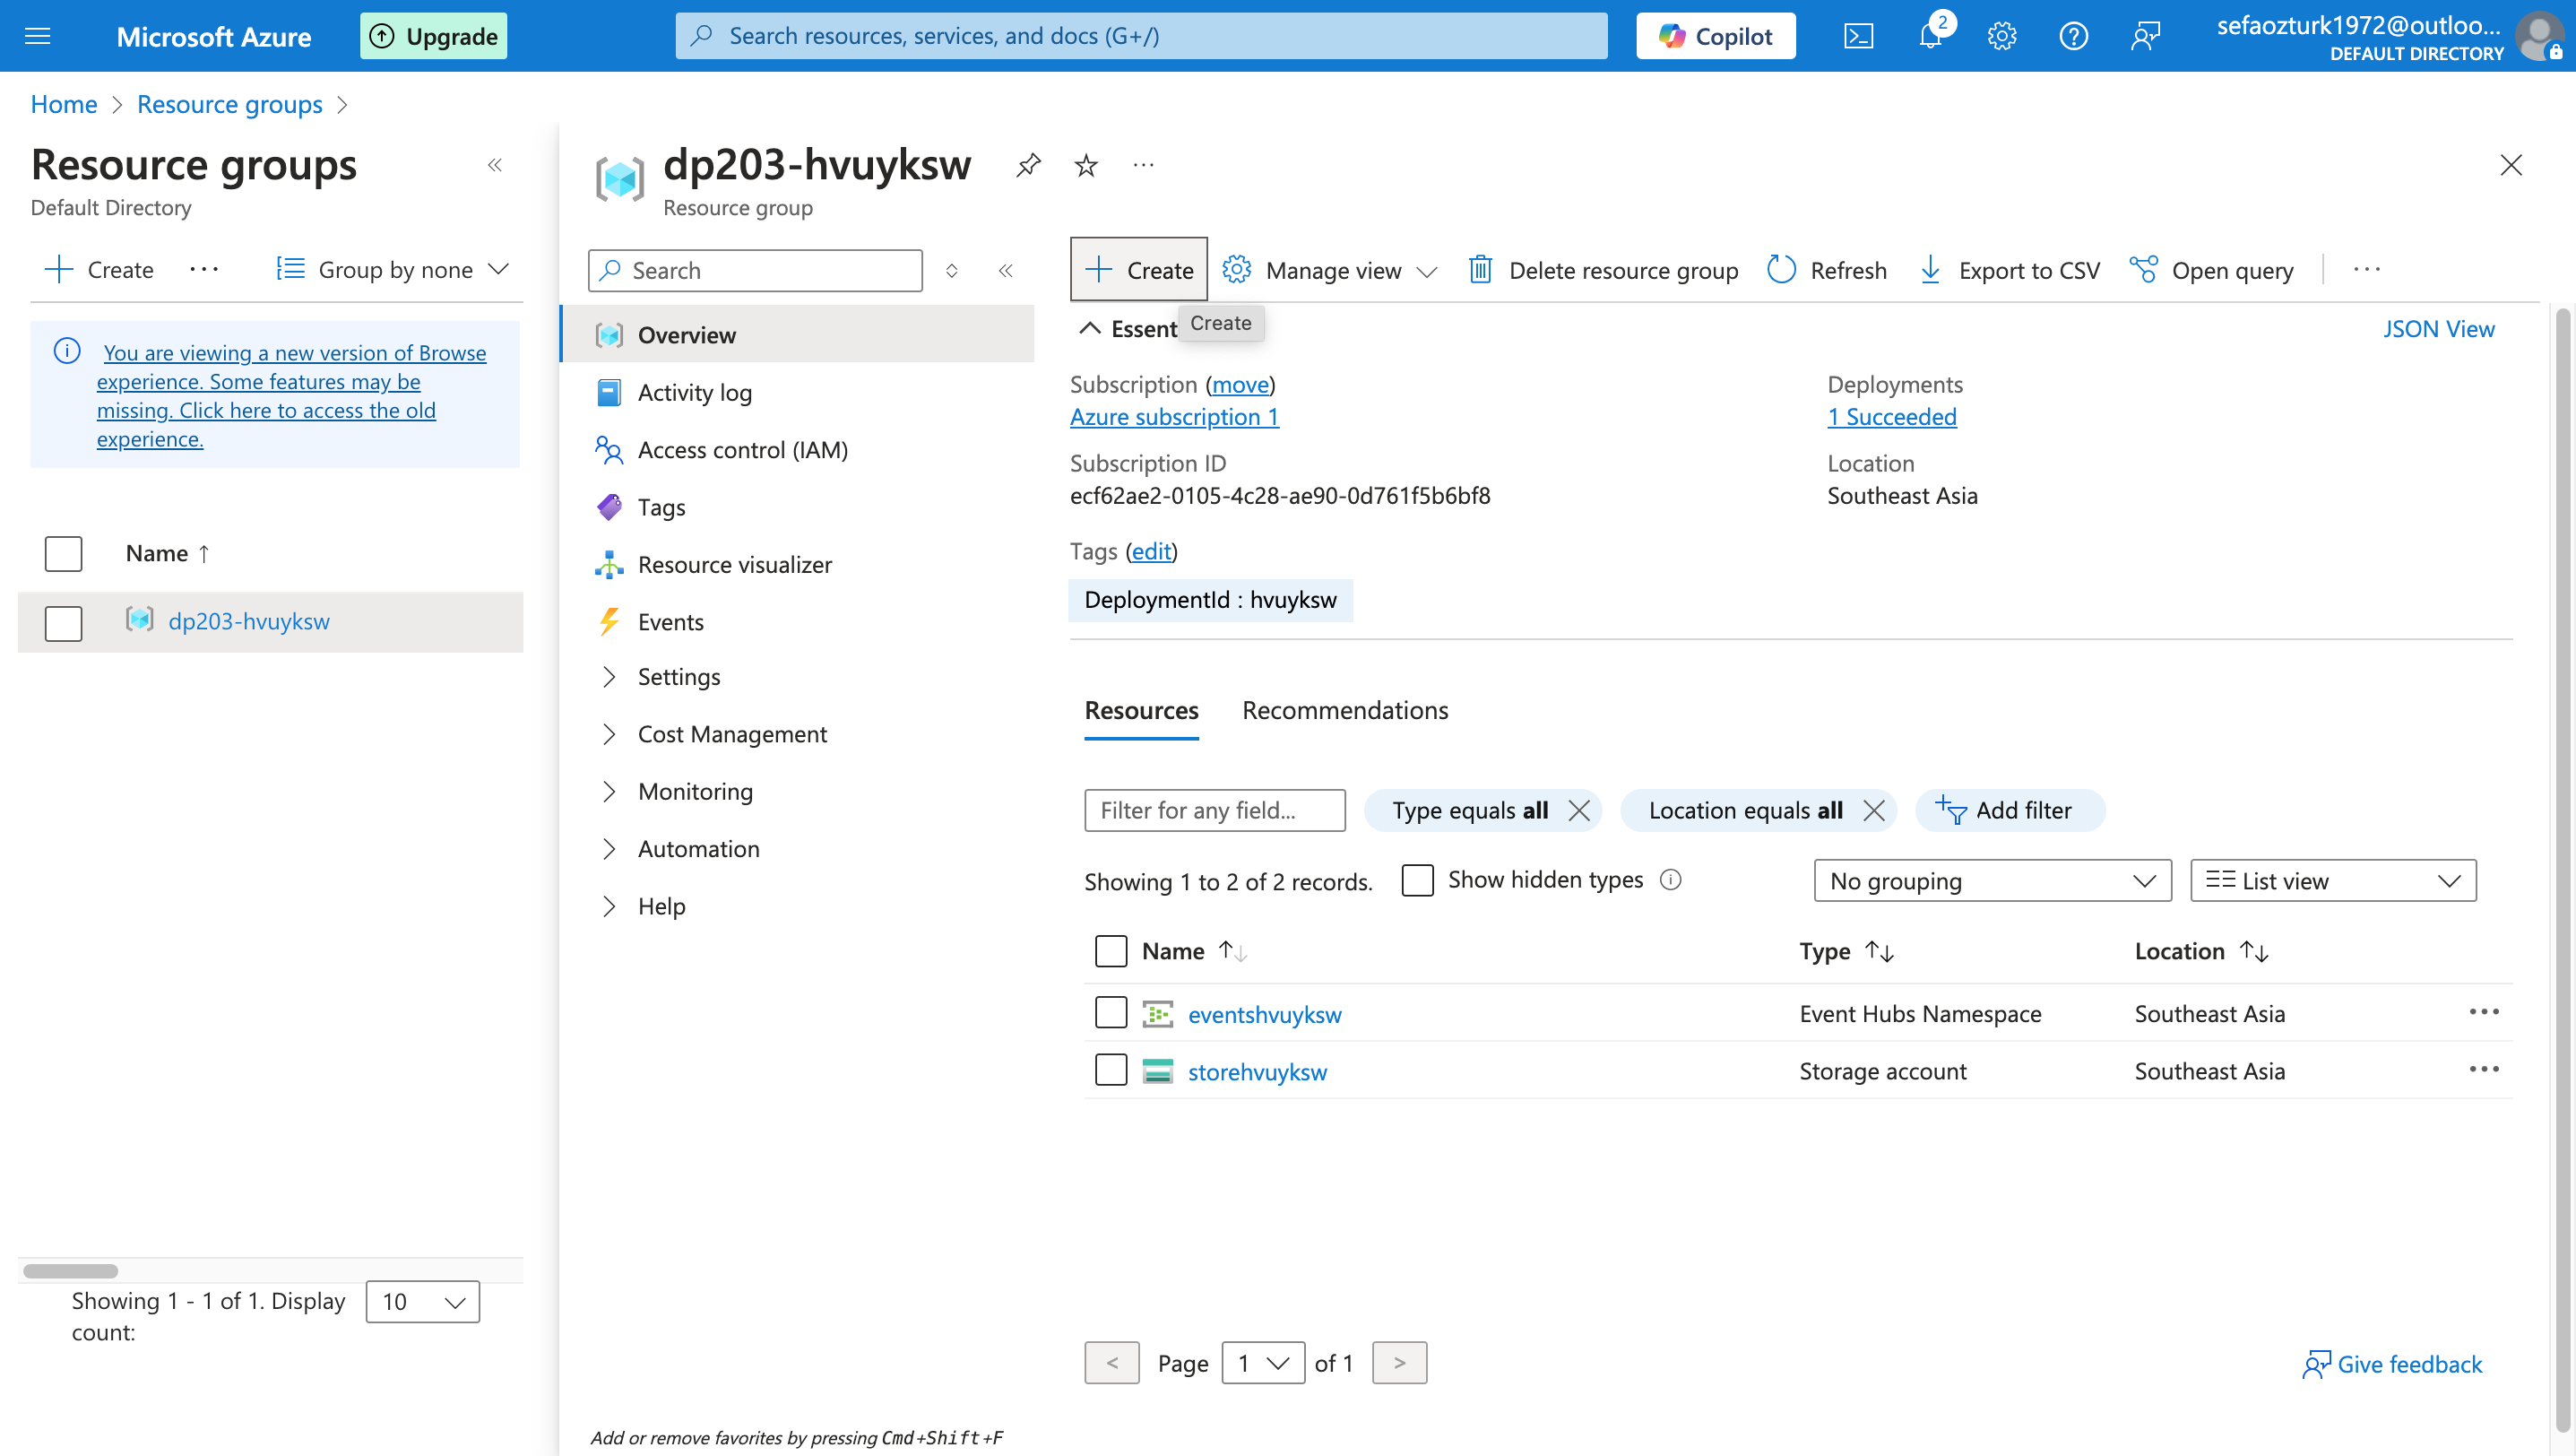 Microsoft Azure
Upgrade
Search resources, services, and docs (G+/)
Copilot
2
sefaozturk1972@outloo...
DEFAULT DIRECTORY
Home > Resource groups >
Resource groups
Default Directory
Create
Group by none
You are viewing a new version of Browse
experience. Some features may be
missing. Click here to access the old
experience.
Name ↑
dp203-hvuyksw
Showing 1 - 1 of 1. Display
count:
10
dp203-hvuyksw
Resource group
Search
Overview
Activity log
Access control (IAM)
Tags
Resource visualizer
Events
Settings
Cost Management
Monitoring
Automation
Help
Add or remove favorites by pressing Cmd+Shift+F
Create
Manage view
Delete resource group
Refresh
Export to CSV
Open query
Essent
Create
JSON View
Subscription (move)
Azure subscription 1
Subscription ID
ecf62ae2-0105-4c28-ae90-0d761f5b6bf8
Deployments
1 Succeeded
Location
Southeast Asia
Tags (edit)
DeploymentId : hvuyksw
Resources
Recommendations
Filter for any field...
Type equals all
Location equals all
Add filter
Showing 1 to 2 of 2 records.
Show hidden types
No grouping
List view
Name ↑↓ Type ↑↓ Location ↑↓
eventshvuyksw Event Hubs Namespace Southeast Asia
storehvuyksw Storage account Southeast Asia
< Page 1 of 1 >
Give feedback